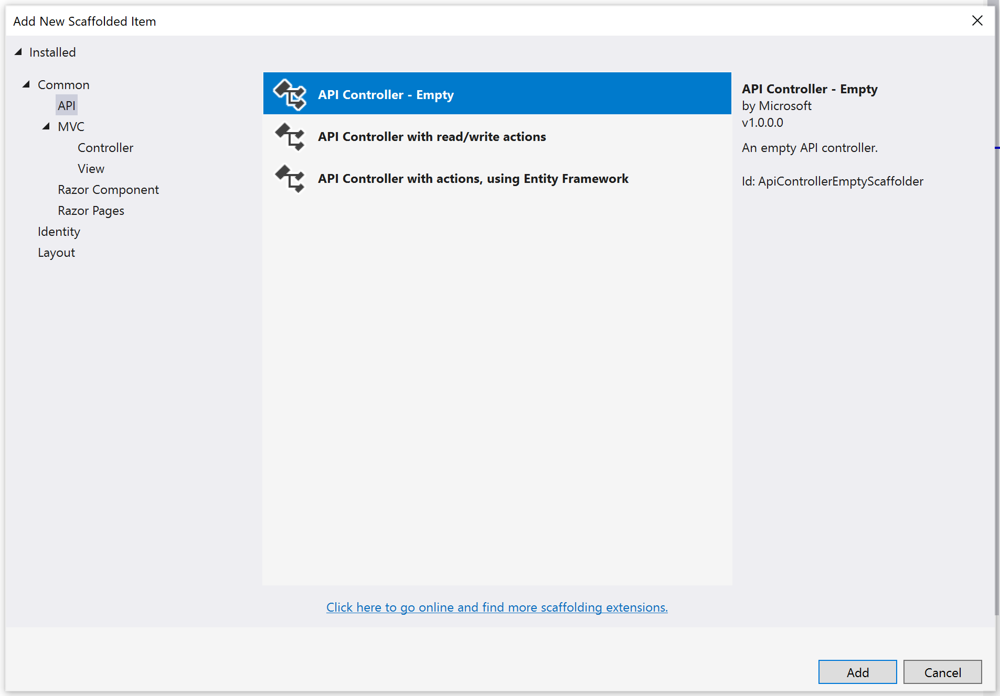 Add New Scaffolded Item
Installed
Common
API
MVC
Controller
View
Razor Component
Razor Pages
Identity
Layout
API Controller - Empty
API Controller with read/write actions
API Controller with actions, using Entity Framework
API Controller - Empty
by Microsoft
v1.0.0.0
An empty API controller.
Id: ApiControllerEmptyScaffolder
Click here to go online and find more scaffolding extensions.
Add
Cancel